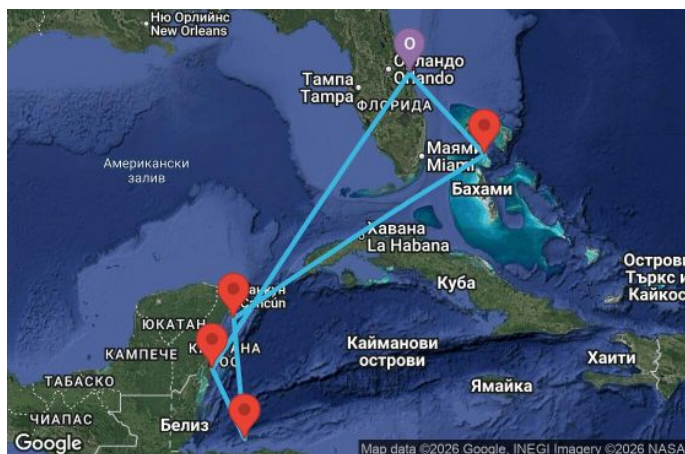 Ню Орлийнс
New Orleans
O
Орландо
Orlando
Тампа
Tampa
ФЛОРИДА
Американски
залив
Маями
Miami
Бахами
Хавана
La Habana
Cancún
Куба
Острови
Търкс и
Кайкос
ЮКАТАН
КАМПЕЧЕ
Кайманови
острови
Хаити
ТАБАСКО
Ямайка
ЧИАПАС
Белиз
Google
Map data ©2026 Google, INEGI Imagery ©2026 NASA